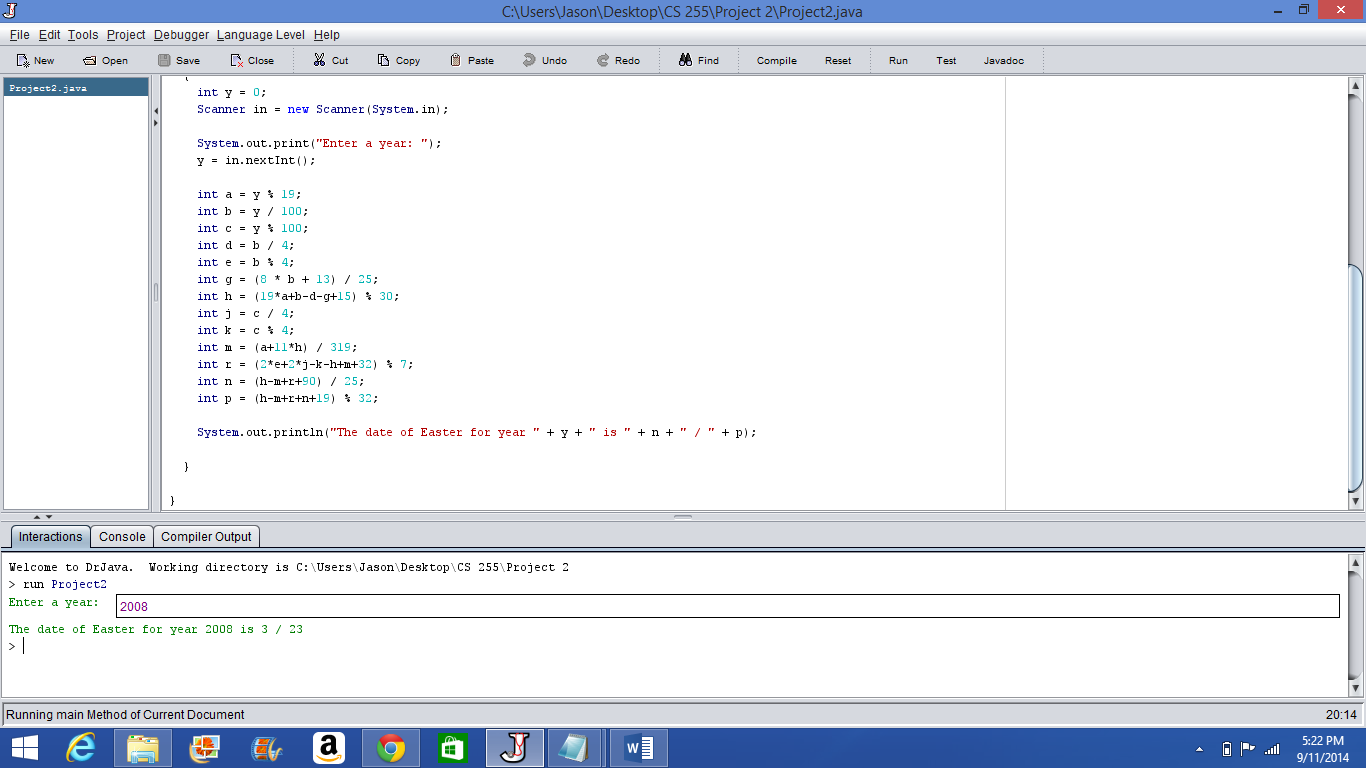 C:\Users\Jason\Desktop\CS 255\Project 2\Project2.java
File Edit Tools Project Debugger Language Level Help
New Open Save Close Cut Copy Paste Undo Redo Find Compile Reset Run Test Javadoc
Project2.java
int y = 0;
Scanner in = new Scanner(System.in);
System.out.print("Enter a year: ");
y = in.nextInt();
int a = y % 19;
int b = y / 100;
int c = y % 100;
int d = b / 4;
int e = b % 4;
int g = (8 * b + 13) / 25;
int h = (19*a+b-d-g+15) % 30;
int j = c / 4;
int k = c % 4;
int m = (a+11*h) / 319;
int r = (2*e+2*j-k-h+m+32) % 7;
int n = (h-m+r+90) / 25;
int p = (h-m+r+n+19) % 32;
System.out.println("The date of Easter for year " + y + " is " + n + " / " + p);
}
}
Interactions Console Compiler Output
Welcome to DrJava.  Working directory is C:\Users\Jason\Desktop\CS 255\Project 2
> run Project2
Enter a year: 2008
The date of Easter for year 2008 is 3 / 23
>
Running main Method of Current Document 20:14
5:22 PM
9/11/2014